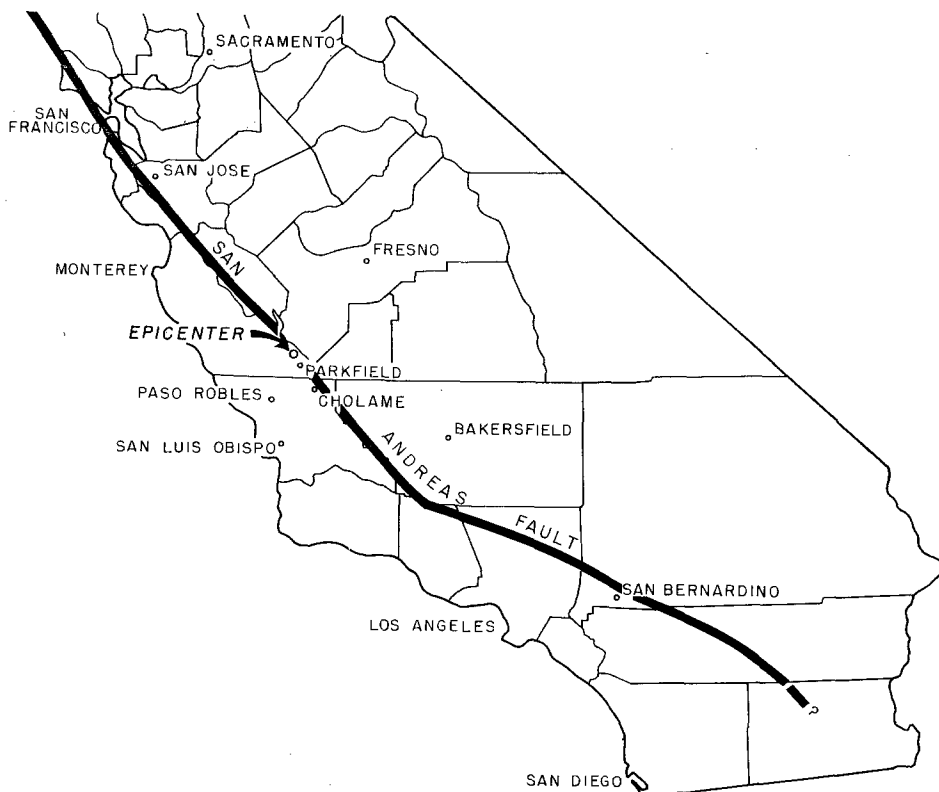 SACRAMENTO
SAN
FRANCISCO
SAN JOSE
SAN
FRESNO
MONTEREY
EPICENTER
PARKFIELD
PASO ROBLES
CHOLAME
BAKERSFIELD
SAN LUIS OBISPO
ANDREAS
FAULT
SAN BERNARDINO
LOS ANGELES
?
SAN DIEGO